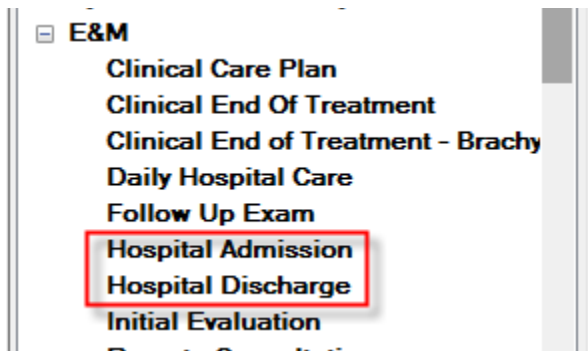 E&M
Clinical Care Plan
Clinical End Of Treatment
Clinical End of Treatment - Brachy
Daily Hospital Care
Follow Up Exam
Hospital Admission
Hospital Discharge
Initial Evaluation